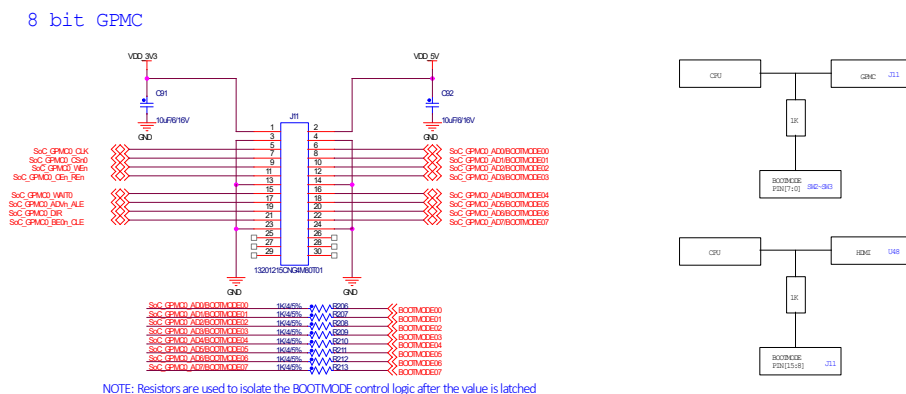 8 bit GPMC
VDD_3V3
VDD_5V
C91
10uF/6/16V
GND
C92
10uF/6/16V
GND
J11
1 2
3 4
5 6
7 8
9 10
11 12
13 14
15 16
17 18
19 20
21 22
23 24
25 26
27 28
29 30
13201215CNG4M80T01
SoC_GPMC0_CLK
SoC_GPMC0_CSn0
SoC_GPMC0_WEn
SoC_GPMC0_OEn_REn
SoC_GPMC0_WAIT0
SoC_GPMC0_ADVn_ALE
SoC_GPMC0_DIR
SoC_GPMC0_BE0n_CLE
SoC_GPMC0_AD0/BOOTMODE00
SoC_GPMC0_AD1/BOOTMODE01
SoC_GPMC0_AD2/BOOTMODE02
SoC_GPMC0_AD3/BOOTMODE03
SoC_GPMC0_AD4/BOOTMODE04
SoC_GPMC0_AD5/BOOTMODE05
SoC_GPMC0_AD6/BOOTMODE06
SoC_GPMC0_AD7/BOOTMODE07
GND
GND
SoC_GPMC0_AD0/BOOTMODE00 1K/4/5% R206 BOOTMODE00
SoC_GPMC0_AD1/BOOTMODE01 1K/4/5% R207 BOOTMODE01
SoC_GPMC0_AD2/BOOTMODE02 1K/4/5% R208 BOOTMODE02
SoC_GPMC0_AD3/BOOTMODE03 1K/4/5% R209 BOOTMODE03
SoC_GPMC0_AD4/BOOTMODE04 1K/4/5% R210 BOOTMODE04
SoC_GPMC0_AD5/BOOTMODE05 1K/4/5% R211 BOOTMODE05
SoC_GPMC0_AD6/BOOTMODE06 1K/4/5% R212 BOOTMODE06
SoC_GPMC0_AD7/BOOTMODE07 1K/4/5% R213 BOOTMODE07
NOTE: Resistors are used to isolate the BOOTMODE control logic after the value is latched
CPU
GPMC J11
1K
BOOTMODE
PIN[7:0] SW2-SW3
CPU
HDMI U48
1K
BOOTMODE
PIN[15:8] J11